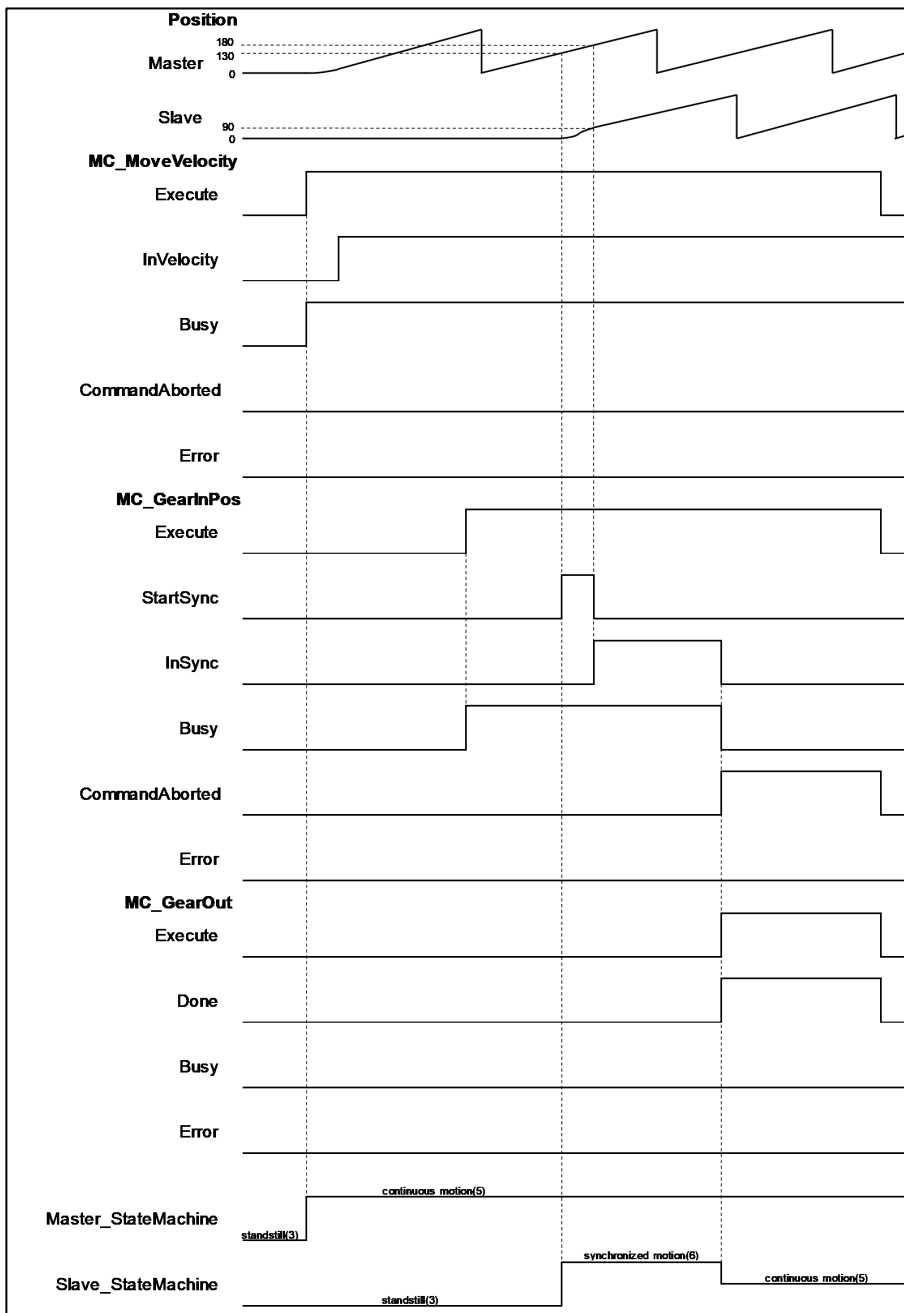 Position
180
130
Master
0
Slave
90
0
MC_MoveVelocity
Execute
InVelocity
Busy
CommandAborted
Error
MC_GearInPos
Execute
StartSync
InSync
Busy
CommandAborted
Error
MC_GearOut
Execute
Done
Busy
Error
continuous motion(5)
Master_StateMachine
standstill(3)
synchronized motion(6)
Slave_StateMachine
continuous motion(5)
standstill(3)